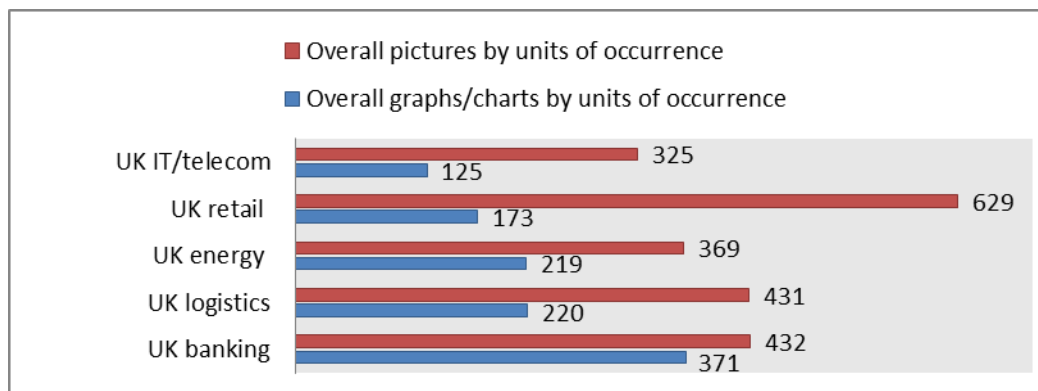 Overall pictures by units of occurrence
Overall graphs/charts by units of occurrence
UK IT/telecom
325
125
UK retail
629
173
UK energy
369
219
UK logistics
431
220
UK banking
432
371